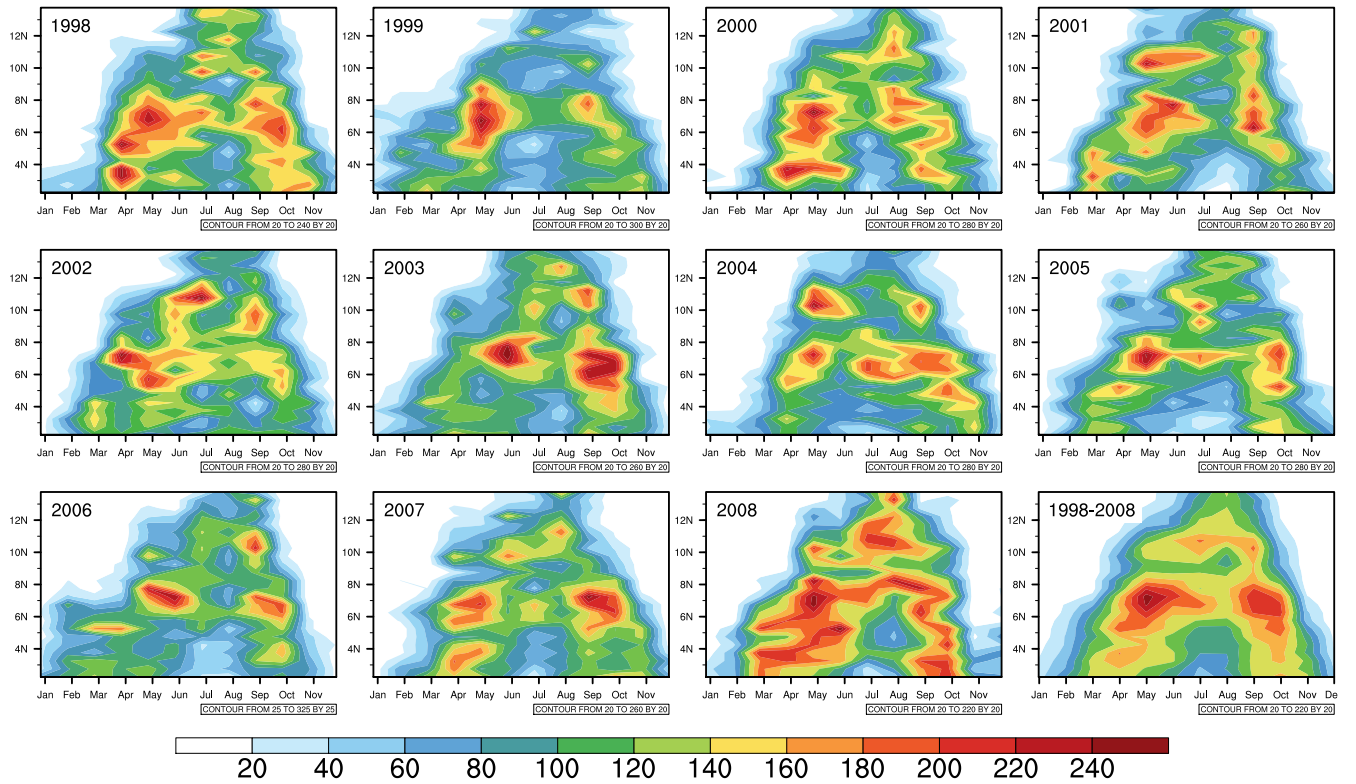 1998
12N
10N
8N
6N
4N
Jan Feb Mar Apr May Jun Jul Aug Sep Oct Nov
CONTOUR FROM 20 TO 240 BY 20
1999
12N
10N
8N
6N
4N
Jan Feb Mar Apr May Jun Jul Aug Sep Oct Nov
CONTOUR FROM 20 TO 300 BY 20
2000
12N
10N
8N
6N
4N
Jan Feb Mar Apr May Jun Jul Aug Sep Oct Nov
CONTOUR FROM 20 TO 280 BY 20
2001
12N
10N
8N
6N
4N
Jan Feb Mar Apr May Jun Jul Aug Sep Oct Nov
CONTOUR FROM 20 TO 260 BY 20
2002
12N
10N
8N
6N
4N
Jan Feb Mar Apr May Jun Jul Aug Sep Oct Nov
CONTOUR FROM 20 TO 280 BY 20
2003
12N
10N
8N
6N
4N
Jan Feb Mar Apr May Jun Jul Aug Sep Oct Nov
CONTOUR FROM 20 TO 260 BY 20
2004
12N
10N
8N
6N
4N
Jan Feb Mar Apr May Jun Jul Aug Sep Oct Nov
CONTOUR FROM 20 TO 280 BY 20
2005
12N
10N
8N
6N
4N
Jan Feb Mar Apr May Jun Jul Aug Sep Oct Nov
CONTOUR FROM 20 TO 280 BY 20
2006
12N
10N
8N
6N
4N
Jan Feb Mar Apr May Jun Jul Aug Sep Oct Nov
CONTOUR FROM 25 TO 325 BY 25
2007
12N
10N
8N
6N
4N
Jan Feb Mar Apr May Jun Jul Aug Sep Oct Nov
CONTOUR FROM 20 TO 260 BY 20
2008
12N
10N
8N
6N
4N
Jan Feb Mar Apr May Jun Jul Aug Sep Oct Nov
CONTOUR FROM 20 TO 220 BY 20
1998-2008
12N
10N
8N
6N
4N
Jan Feb Mar Apr May Jun Jul Aug Sep Oct Nov De
CONTOUR FROM 20 TO 220 BY 20
20 40 60 80 100 120 140 160 180 200 220 240